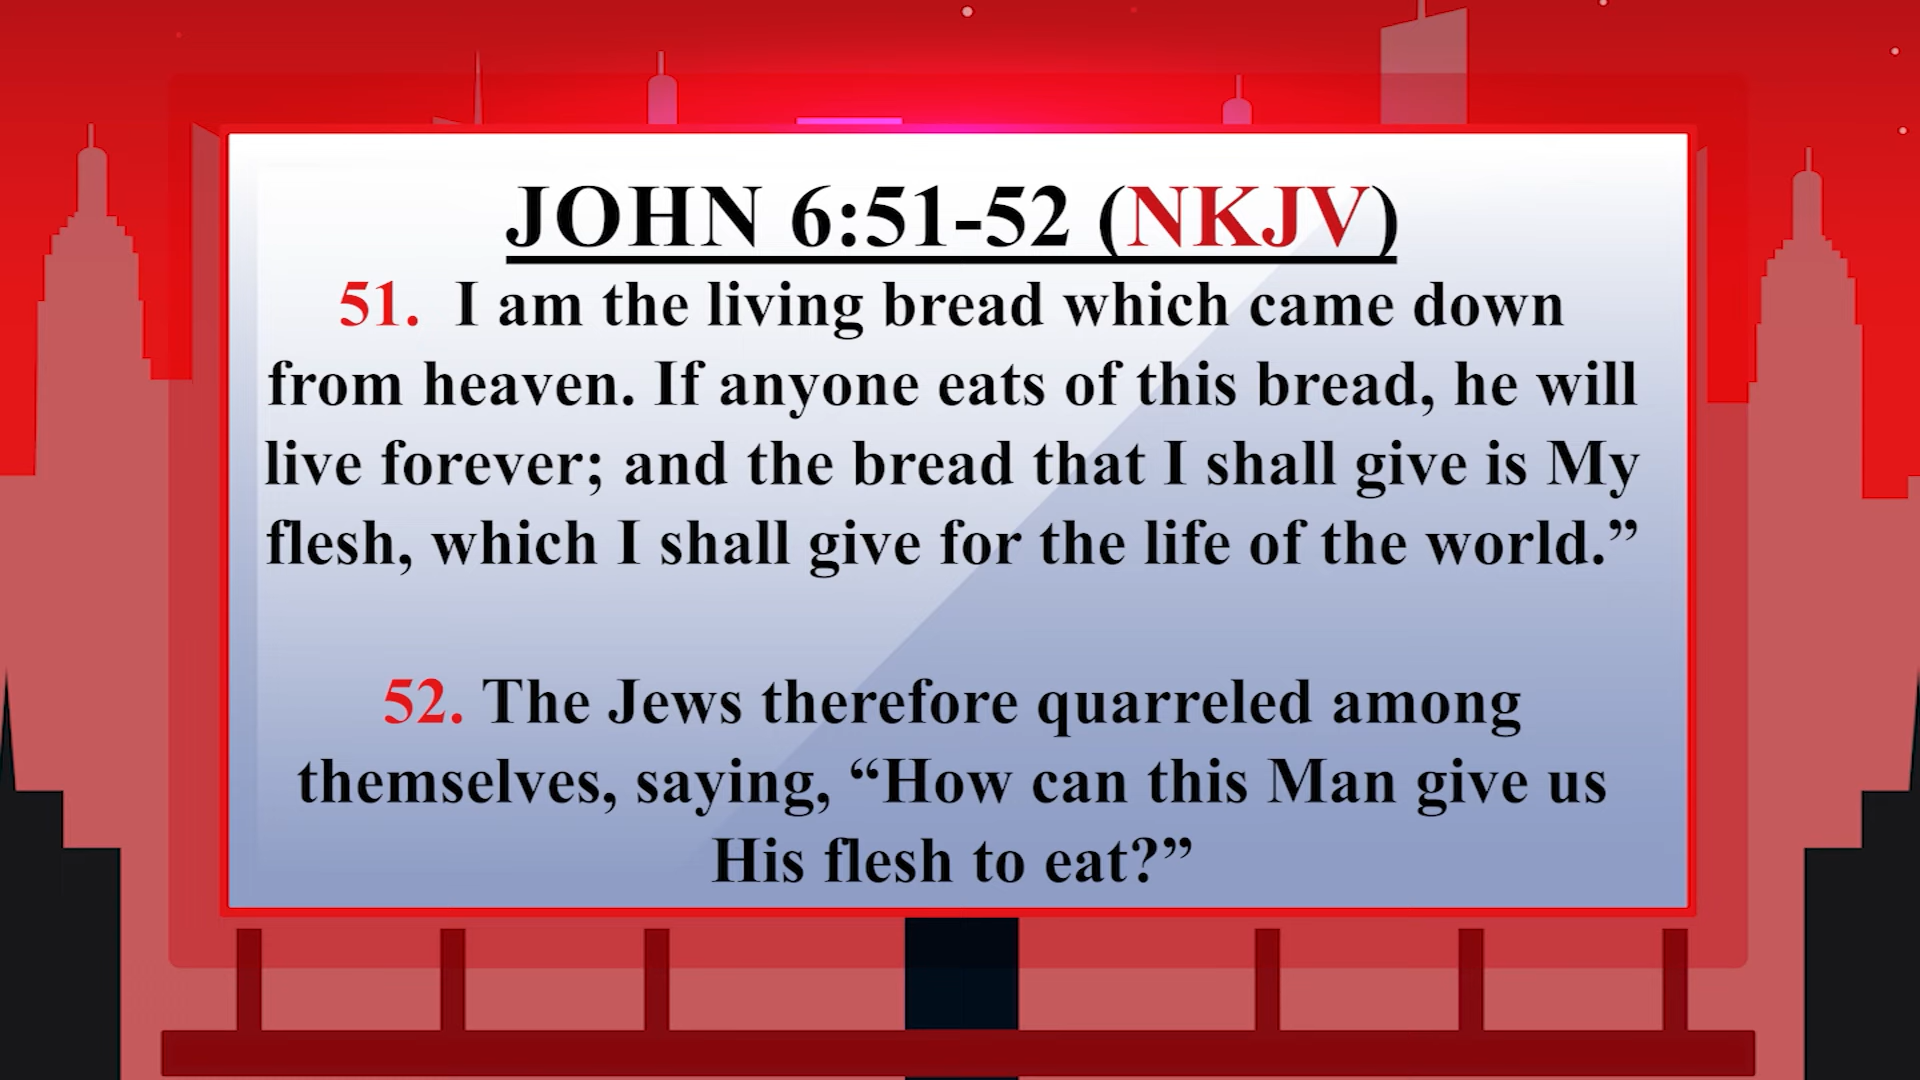 JOHN 6:51-52 (NKJV)
51. I am the living bread which came down
from heaven. If anyone eats of this bread, he will
live forever; and the bread that I shall give is My
flesh, which I shall give for the life of the world.”
52. The Jews therefore quarreled among
themselves, saying, “How can this Man give us
His flesh to eat?”